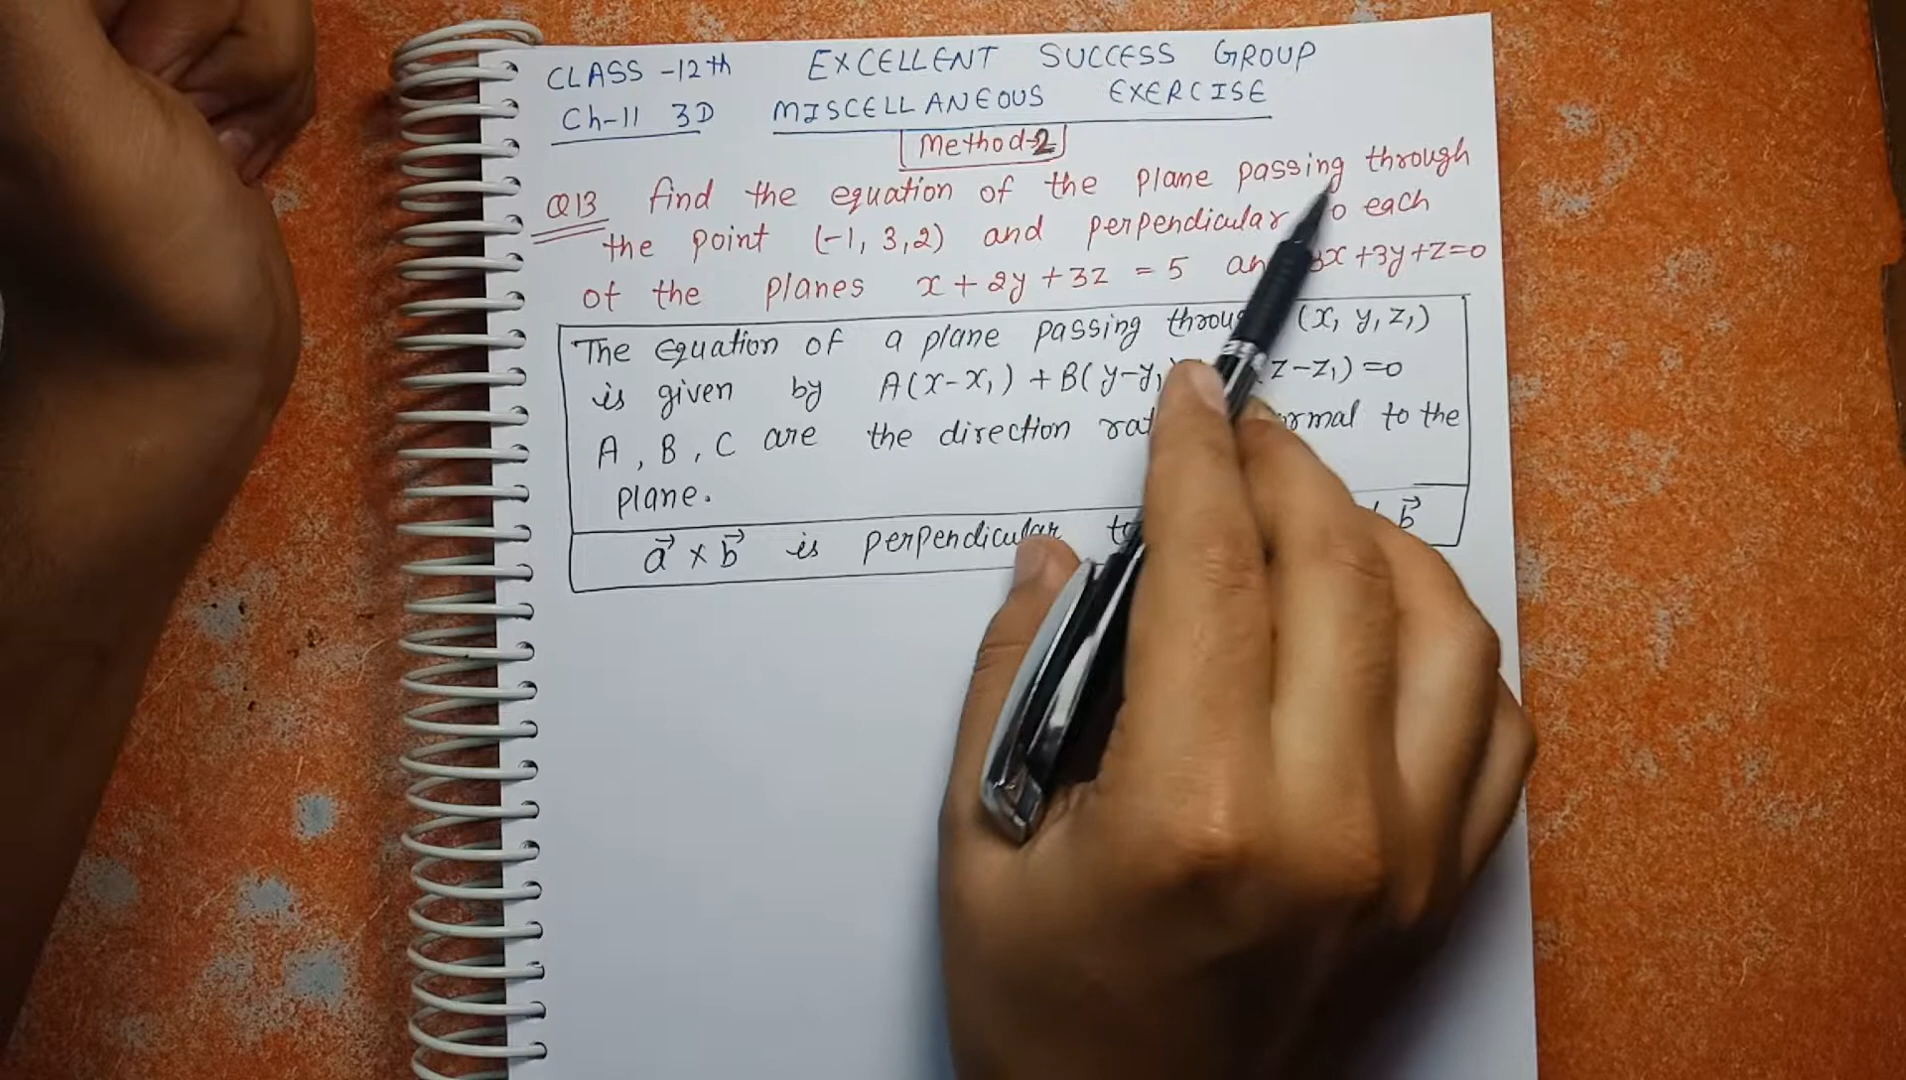 CLASS -12th EXCELLENT SUCCESS GROUP
Ch-11 3D MISCELLANEOUS EXERCISE
Method-2
Q13 find the equation of the plane passing through
the point (-1, 3, 2) and perpendicular each
of the planes x + 2y + 3z = 5 x + 3y + z = 0
The equation of a plane passing (x₁ y₁ z₁)
is given by A(x-x₁) + B(y-y₁ z-z₁) = 0
A, B, C are the direction to the
plane.
a⃗ × b⃗ is perpendicular b⃗